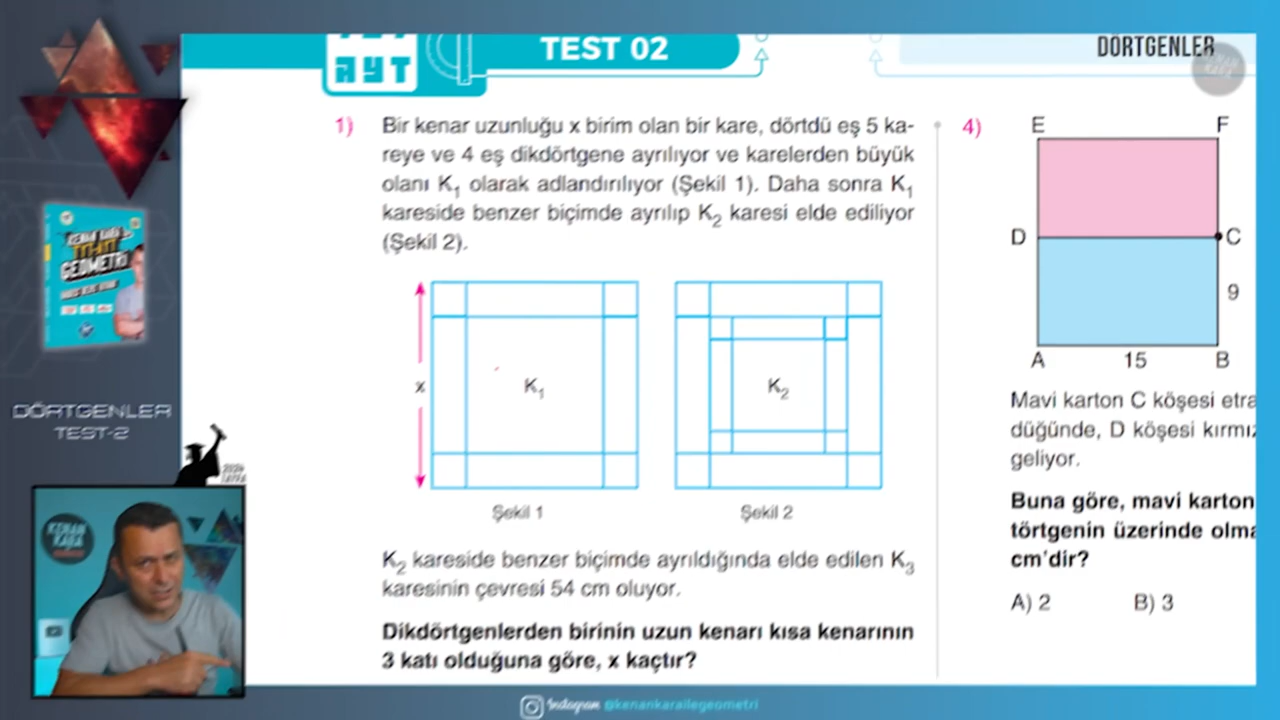 AYT
TEST 02
DÖRTGENLER
1)
Bir kenar uzunluğu x birim olan bir kare, dörtdü eş 5 ka-
reye ve 4 eş dikdörtgene ayrılıyor ve karelerden büyük
olanı K1 olarak adlandırılıyor (Şekil 1). Daha sonra K1
kareside benzer biçimde ayrılıp K2 karesi elde ediliyor
(Şekil 2).
x
K1
K2
Şekil 1
Şekil 2
K2 kareside benzer biçimde ayrıldığında elde edilen K3
karesinin çevresi 54 cm oluyor.
Dikdörtgenlerden birinin uzun kenarı kısa kenarının
3 katı olduğuna göre, x kaçtır?
4)
E
F
D
C
9
A
15
B
Mavi karton C köşesi etra
düğünde, D köşesi kırmız
geliyor.
Buna göre, mavi karton
törtgenin üzerinde olma
cm'dir?
A) 2
B) 3
KENAN KARA
GEOMETRİ
DÖRTGENLER
TEST-2
KENAN
KARA
Instagram @kenankarailegeometri